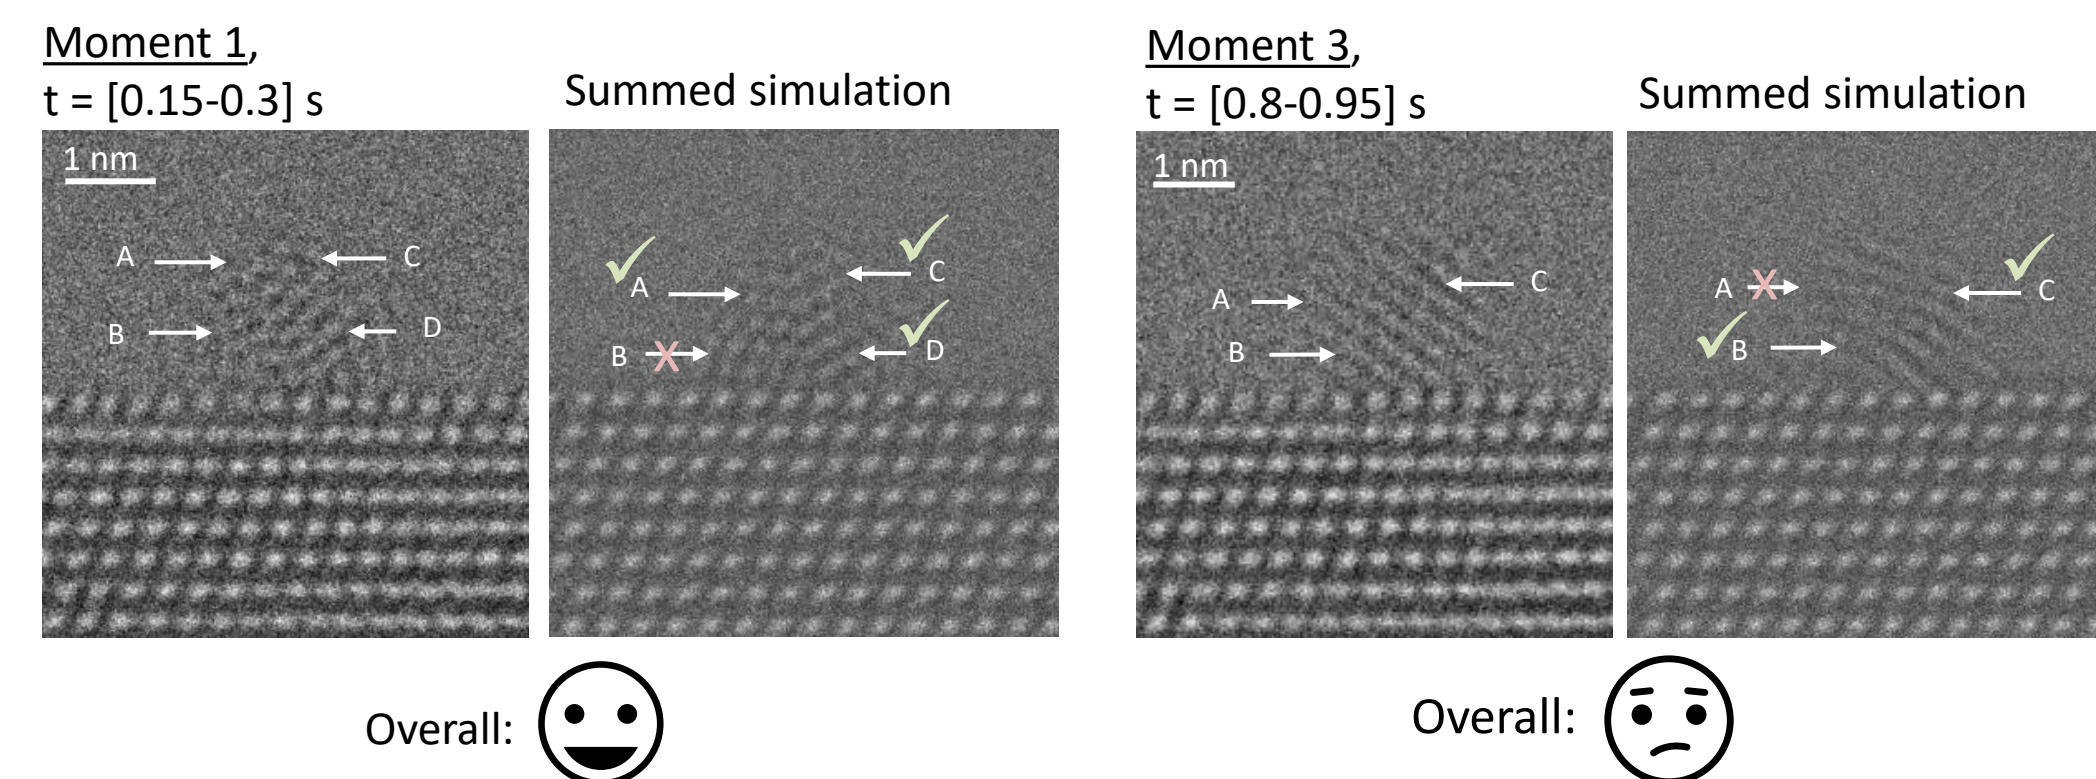 Moment 1,
t = [0.15-0.3] s
Summed simulation
1 nm
A
C
B
D
A
C
B
X
D
Overall:
Moment 3,
t = [0.8-0.95] s
Summed simulation
1 nm
A
C
B
A
X
C
B
Overall: